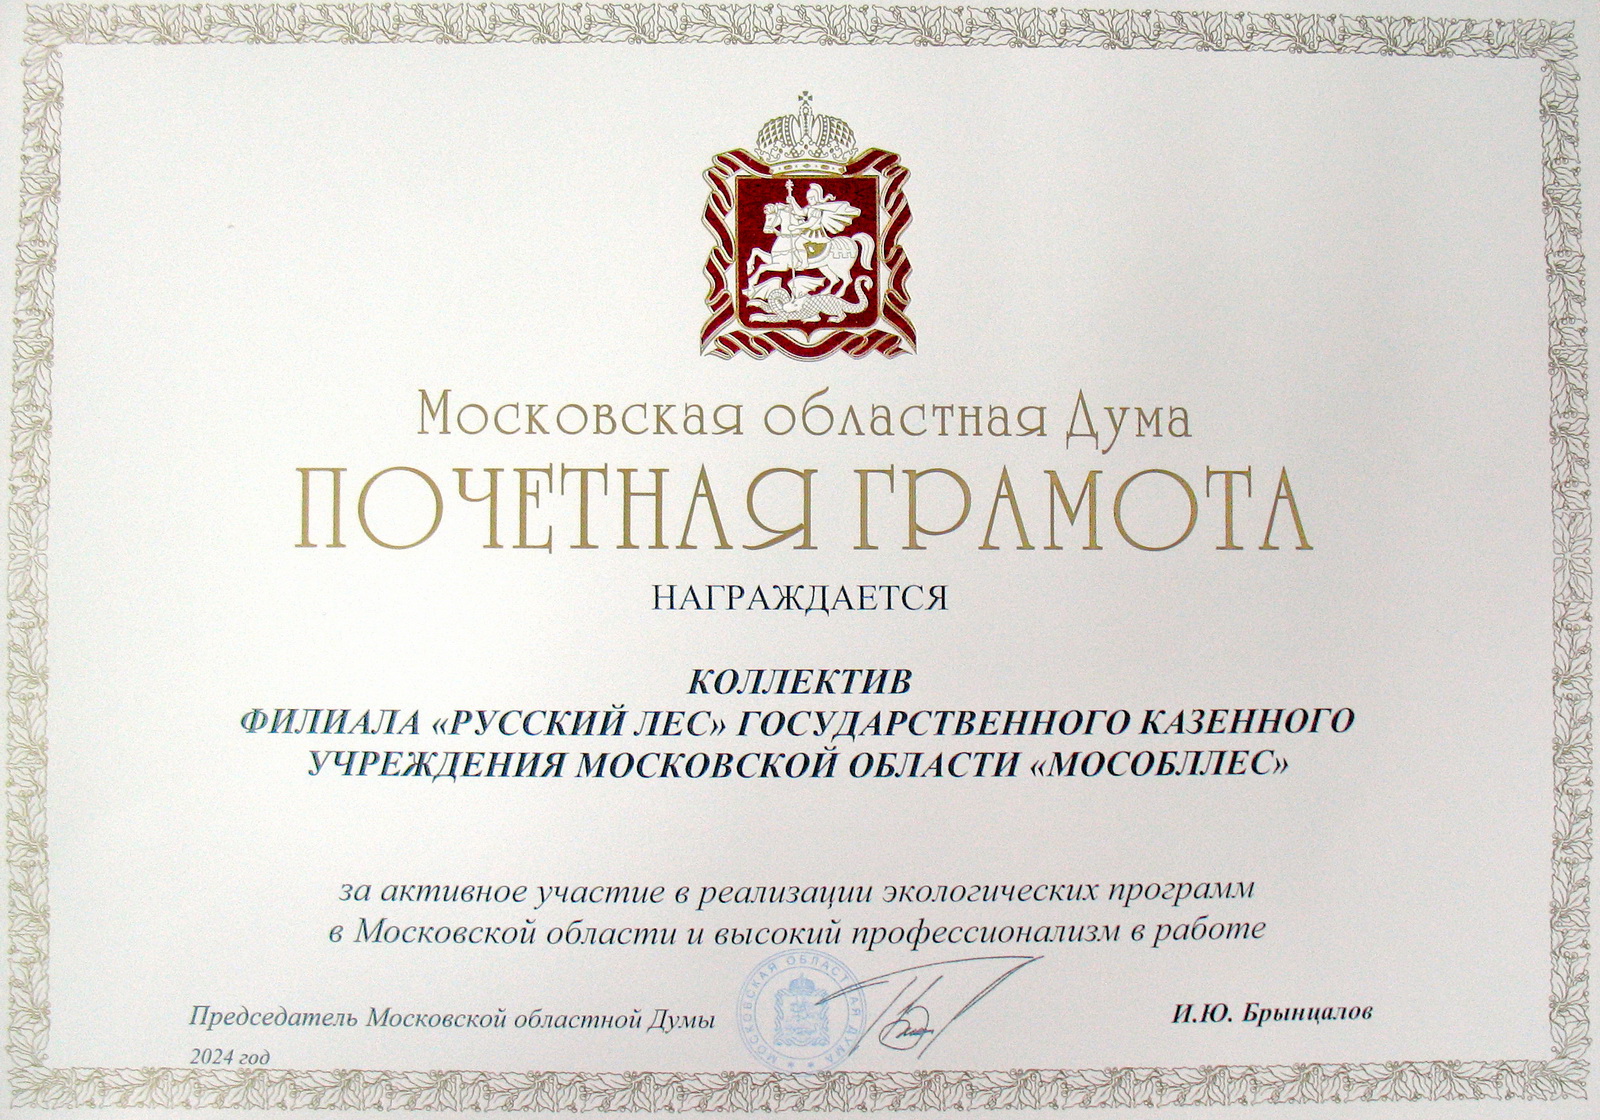 Московская областная Дума
ПОЧЕТНАЯ ГРАМОТА
НАГРАЖДАЕТСЯ
КОЛЛЕКТИВ
ФИЛИАЛА «РУССКИЙ ЛЕС» ГОСУДАРСТВЕННОГО КАЗЕННОГО
УЧРЕЖДЕНИЯ МОСКОВСКОЙ ОБЛАСТИ «МОСОБЛЛЕС»
за активное участие в реализации экологических программ
в Московской области и высокий профессионализм в работе
МОСКОВСКАЯ ОБЛАСТНАЯ ДУМА
Председатель Московской областной Думы
И.Ю. Брынцалов
2024 год